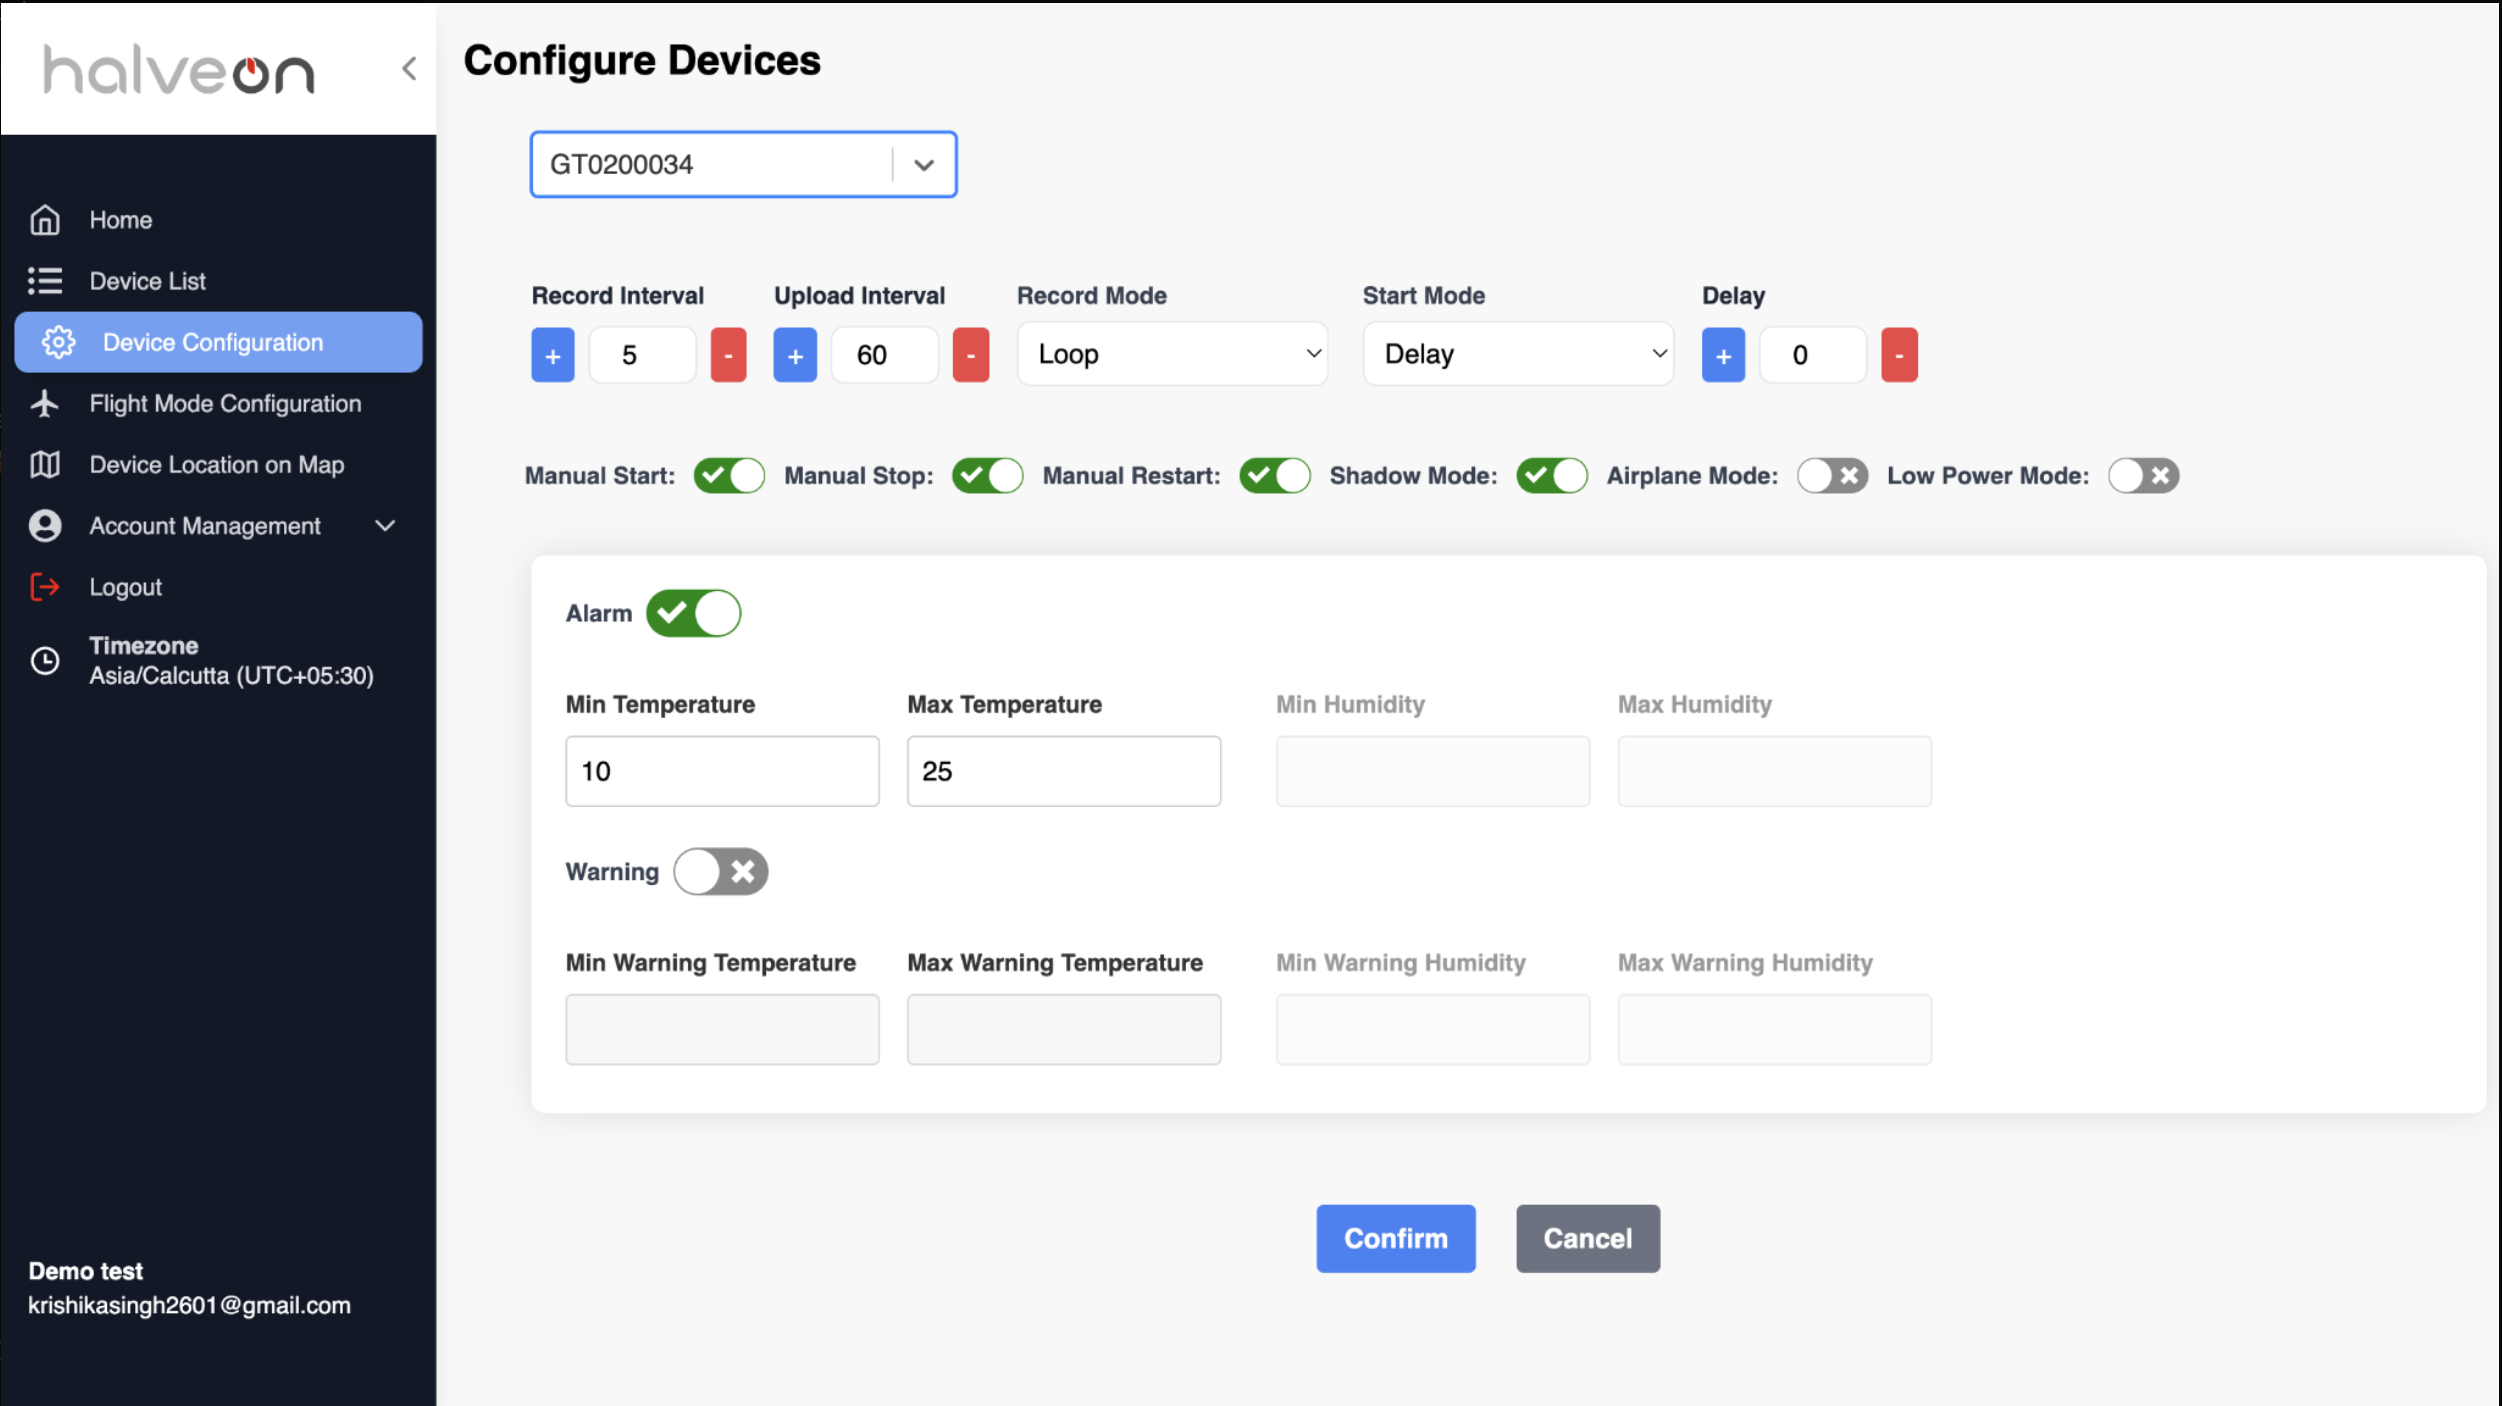 halveon
Home
Device List
Device Configuration
Flight Mode Configuration
Device Location on Map
Account Management
Logout
Timezone
Asia/Calcutta (UTC+05:30)
Demo test
krishikasingh2601@gmail.com
Configure Devices
GT0200034
Record Interval Upload Interval Record Mode Start Mode Delay
+ 5 - + 60 - Loop Delay + 0 -
Manual Start: Manual Stop: Manual Restart: Shadow Mode: Airplane Mode: Low Power Mode:
Alarm
Min Temperature Max Temperature Min Humidity Max Humidity
10 25
Warning
Min Warning Temperature Max Warning Temperature Min Warning Humidity Max Warning Humidity
Confirm Cancel